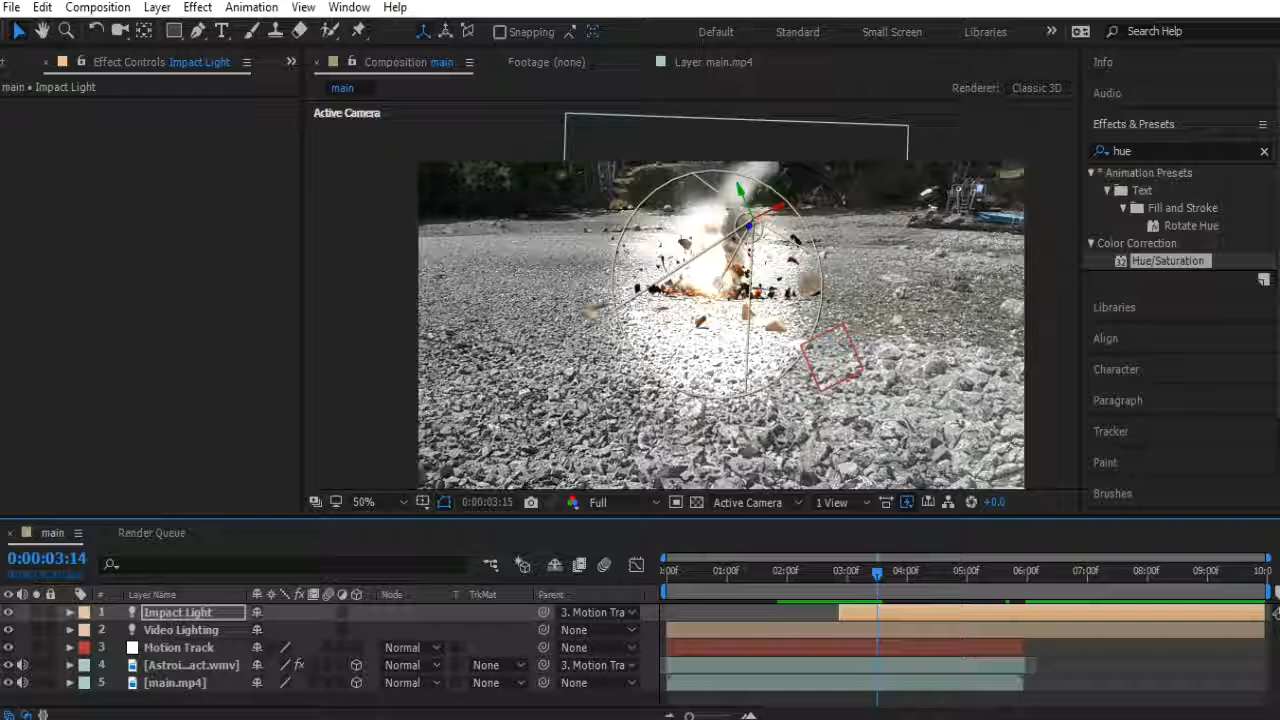 File Edit Composition Layer Effect Animation View Window Help
Snapping Default Standard Small Screen Libraries Search Help
Effect Controls Impact Light Composition main Footage (none) Layer main.mp4
main • Impact Light
main Renderer: Classic 3D
Active Camera
Info
Audio
Effects & Presets
hue
* Animation Presets
Text
Fill and Stroke
Rotate Hue
Color Correction
Hue/Saturation
Libraries
Align
Character
Paragraph
Tracker
Paint
Brushes
50% 0:00:03:15 Full Active Camera 1 View +0.0
main Render Queue
0:00:03:14
:00f 01:00f 02:00f 03:00f 04:00f 05:00f 06:00f 07:00f 08:00f 09:00f 10:0
# Layer Name Mode T TrkMat Parent
1 Impact Light 3. Motion Tra
2 Video Lighting None
3 Motion Track Normal None
4 [Astroi...act.wmv] Normal None 3. Motion Tra
5 [main.mp4] Normal None None